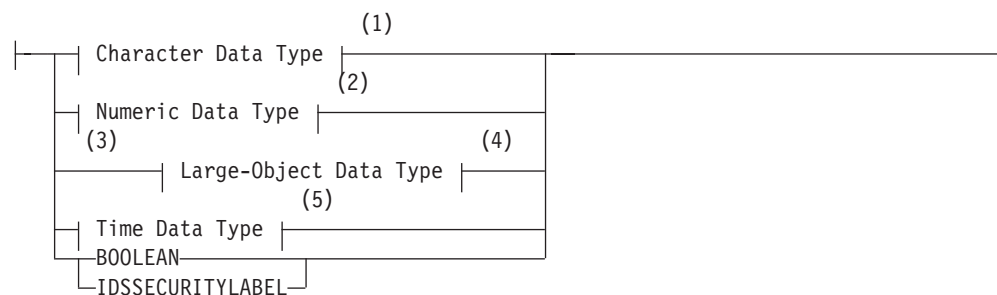 (1)
Character Data Type
(2)
Numeric Data Type
(3) (4)
Large-Object Data Type
(5)
Time Data Type
BOOLEAN
IDSSECURITYLABEL